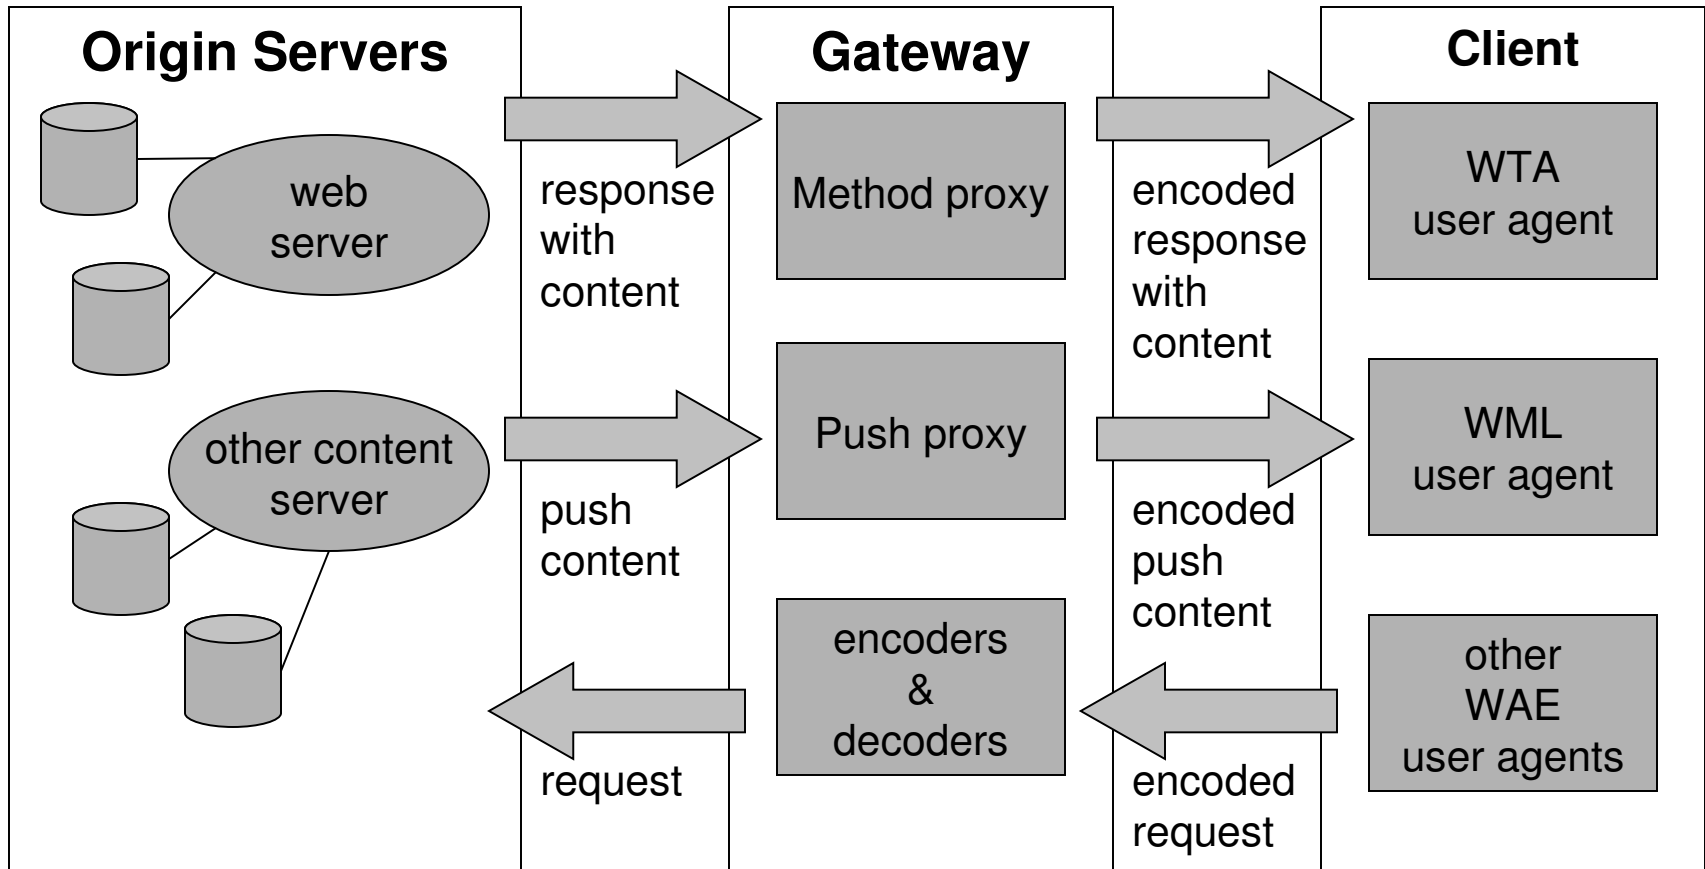 Origin Servers
web
server
other content
server
response
with
content
push
content
request
Gateway
Method proxy
Push proxy
encoders
&
decoders
encoded
response
with
content
encoded
push
content
encoded
request
Client
WTA
user agent
WML
user agent
other
WAE
user agents